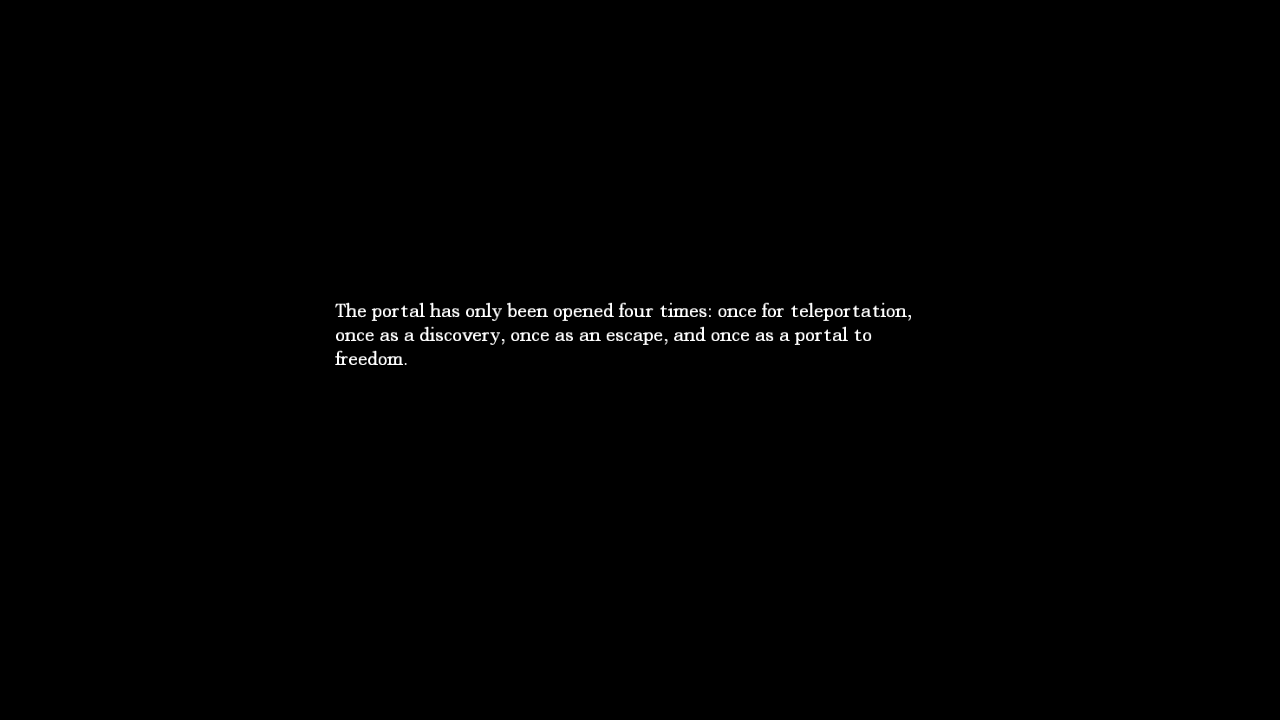 The portal has only been opened four times: once for teleportation,
once as a discovery, once as an escape, and once as a portal to
freedom.